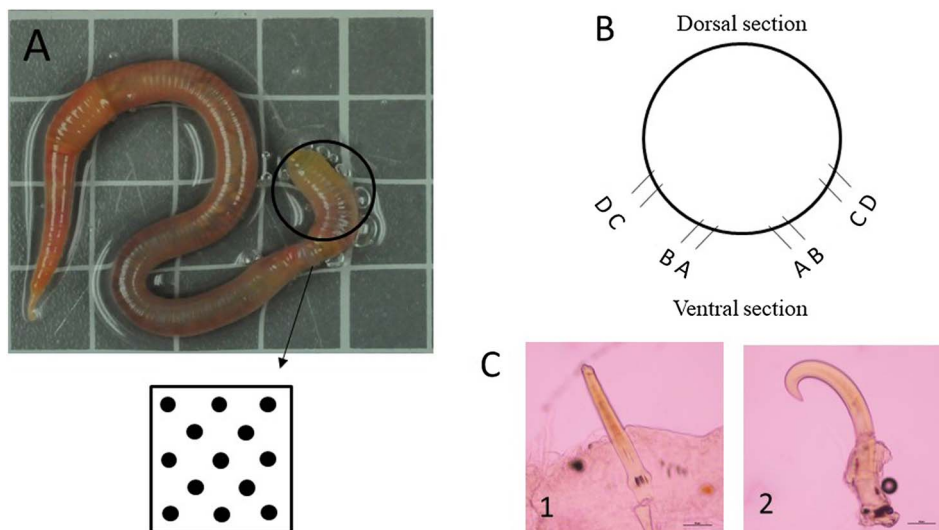 A
B
Dorsal section
D C
B A
A B
C D
Ventral section
C
1
2